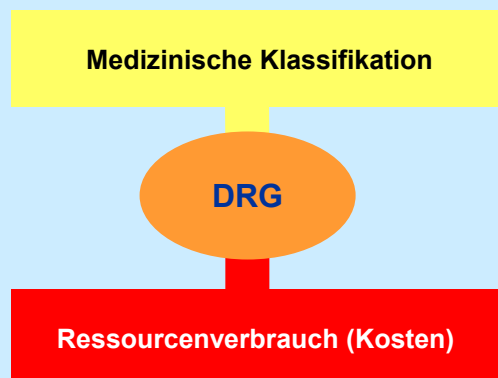 Medizinische Klassifikation
DRG
Ressourcenverbrauch (Kosten)